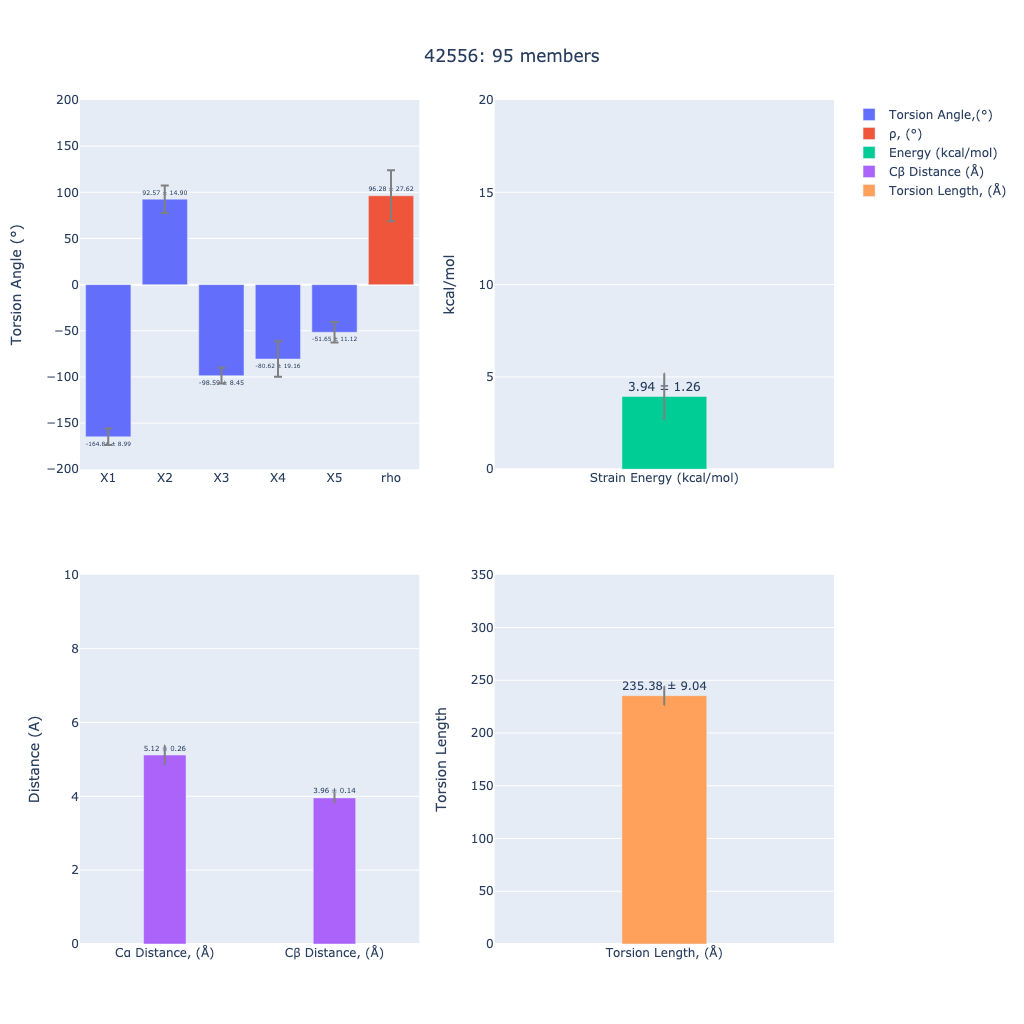 42556: 95 members
Torsion Angle (°)
200
150
100
50
0
−50
−100
−150
−200
92.57 ± 14.90
96.28 ± 27.62
-98.59 ± 8.45
-80.62 ± 19.16
-51.65 ± 11.12
± 8.99
X1
X2
X3
X4
X5
rho
kcal/mol
20
15
10
5
0
3.94 ± 1.26
Strain Energy (kcal/mol)
Torsion Angle,(°)
ρ, (°)
Energy (kcal/mol)
Cβ Distance (Å)
Torsion Length, (Å)
Distance (A)
10
8
6
4
2
0
5.12 ± 0.26
3.96 ± 0.14
Cα Distance, (Å)
Cβ Distance, (Å)
Torsion Length
350
300
250
200
150
100
50
0
235.38 ± 9.04
Torsion Length, (Å)